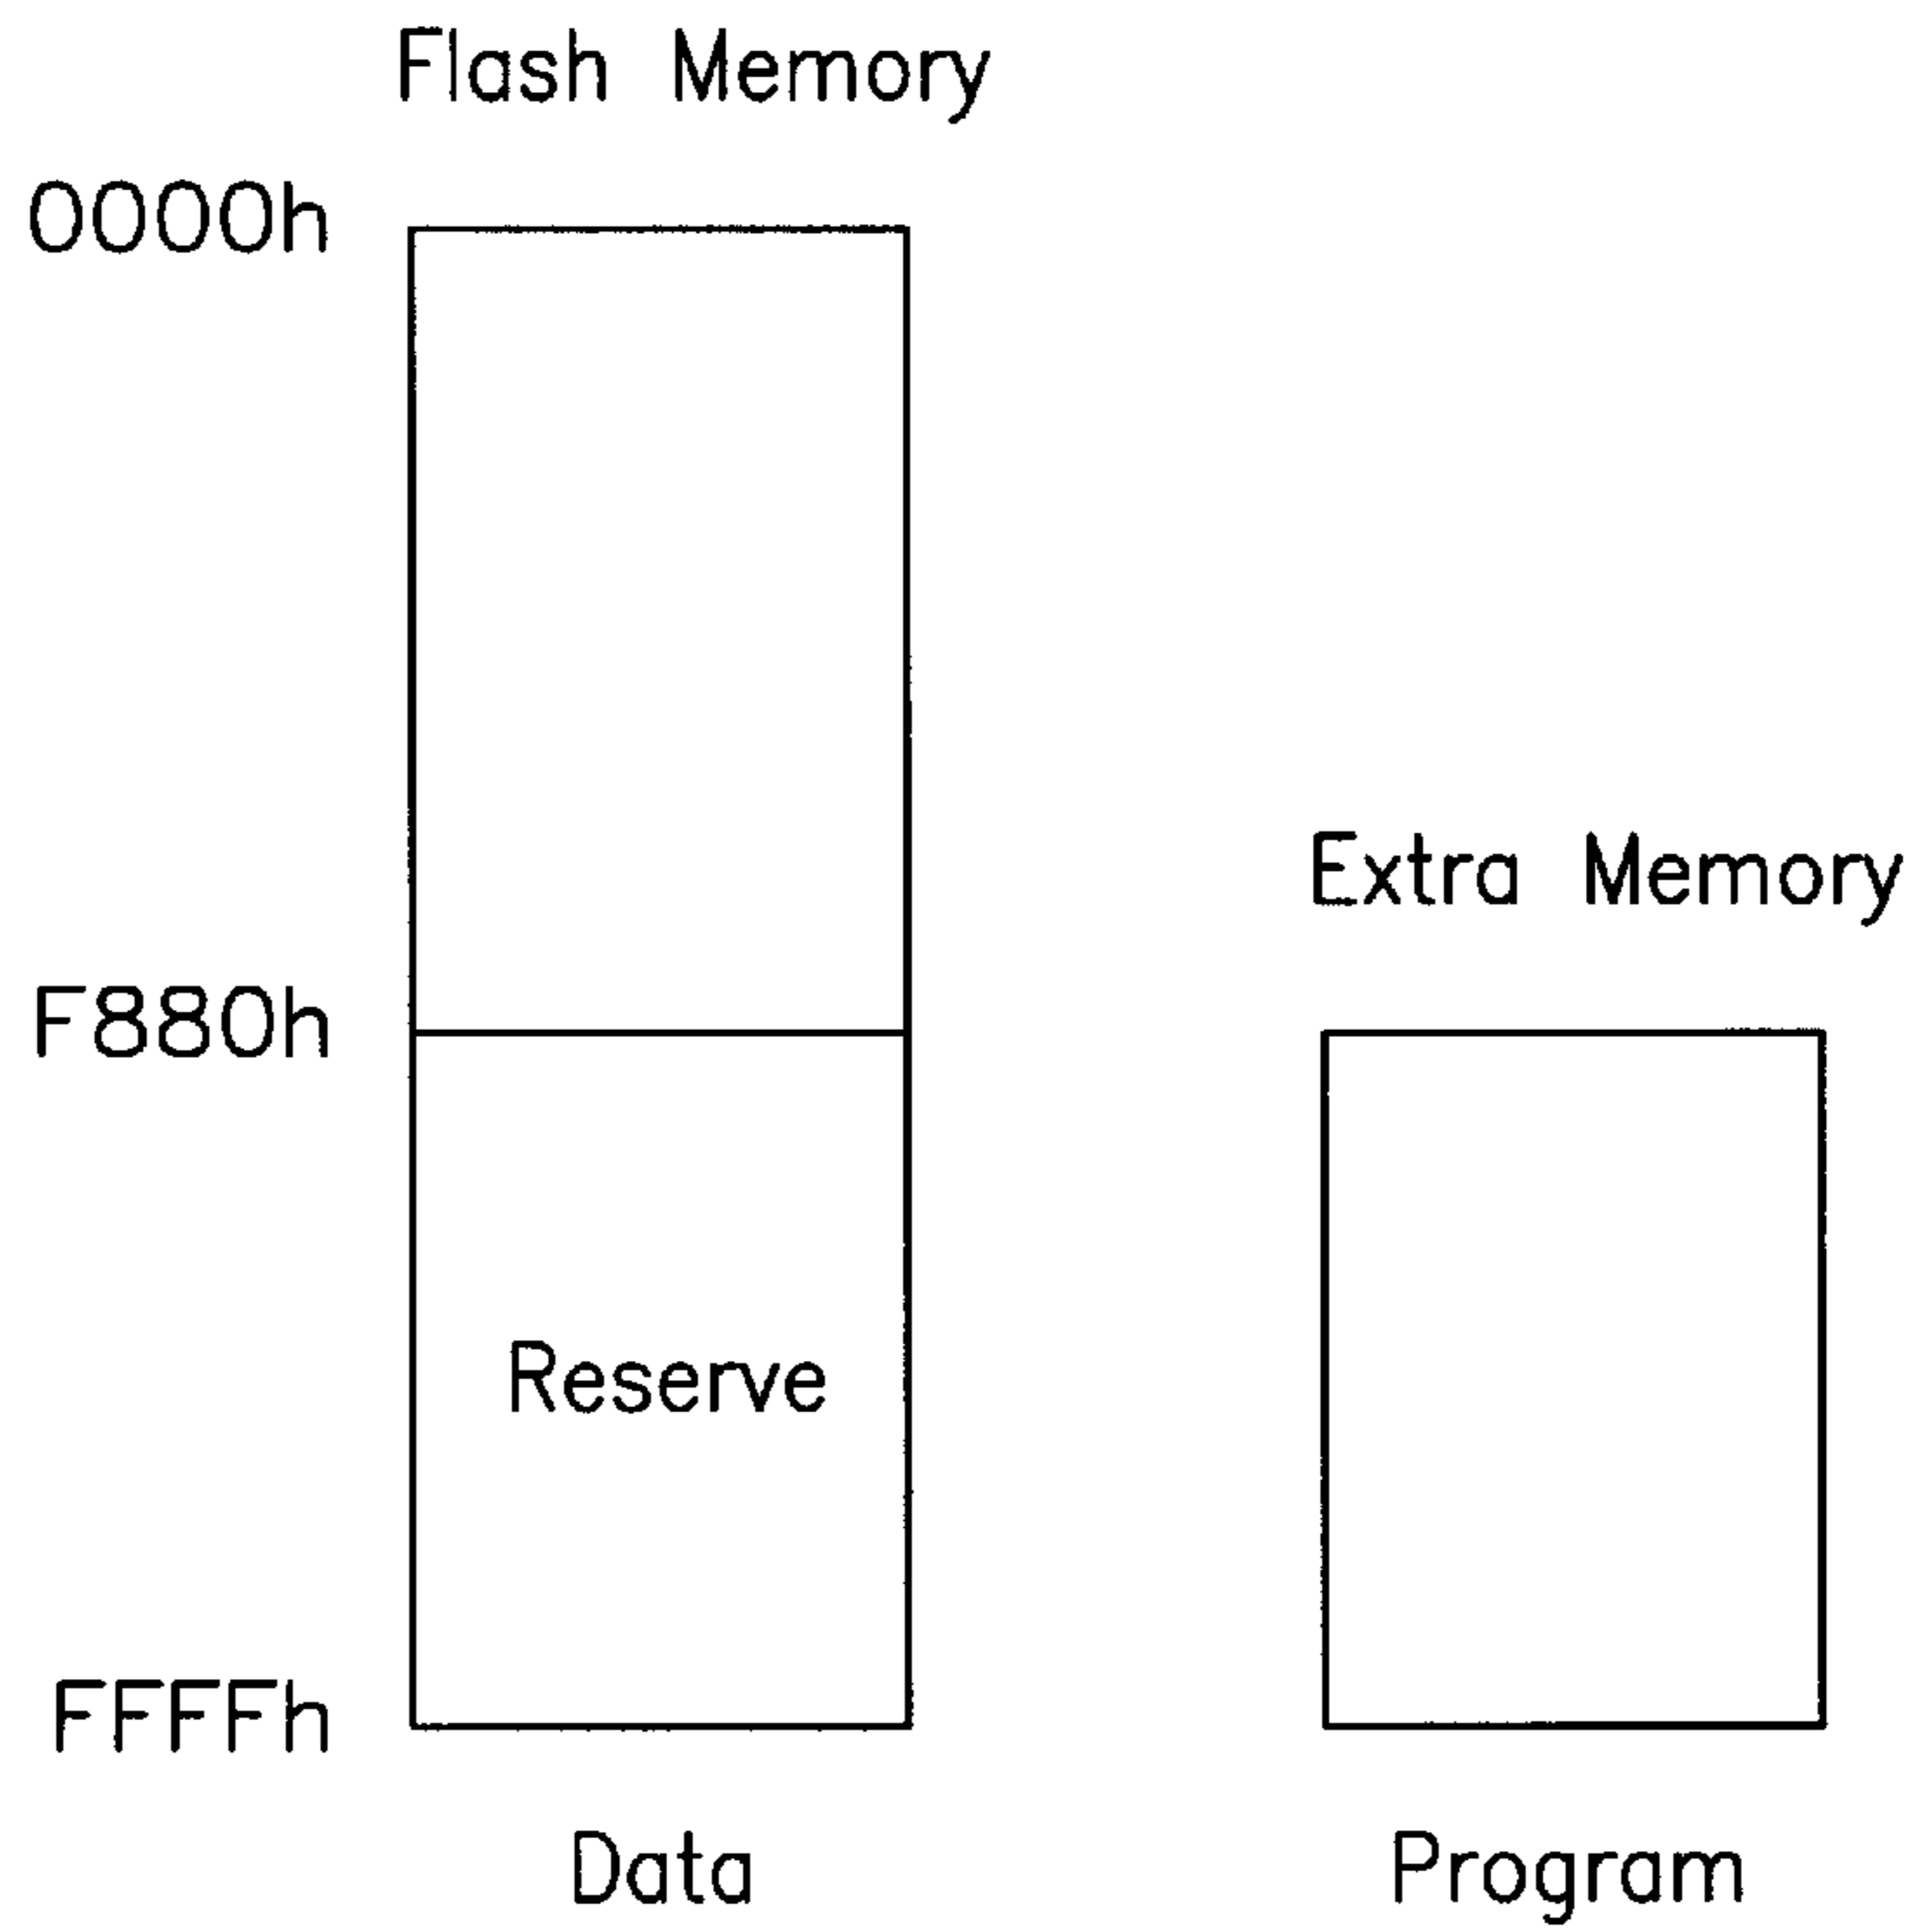 Flash Memory
0000h
Extra Memory
F880h
Reserve
FFFFh
Data Program